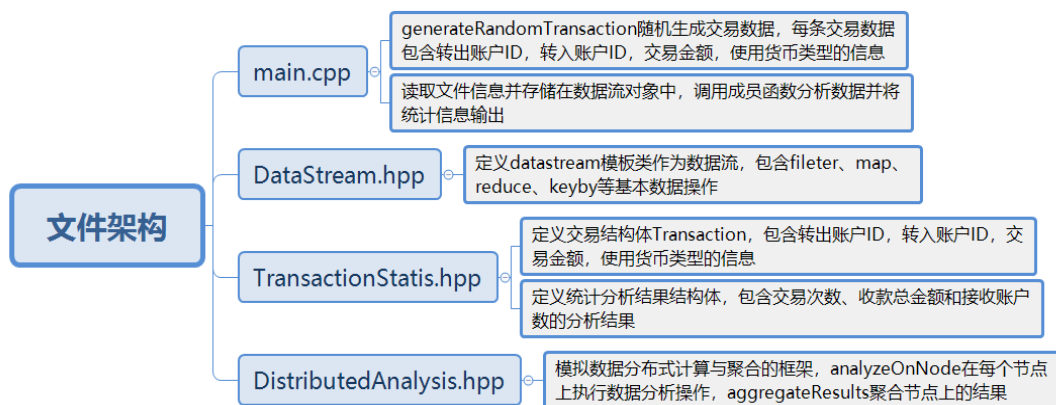 文件架构
main.cpp
generateRandomTransaction随机生成交易数据，每条交易数据
包含转出账户ID，转入账户ID，交易金额，使用货币类型的信息
读取文件信息并存储在数据流对象中，调用成员函数分析数据并将
统计信息输出
DataStream.hpp
定义datastream模板类作为数据流，包含fileter、map、
reduce、keyby等基本数据操作
TransactionStatis.hpp
定义交易结构体Transaction，包含转出账户ID，转入账户ID，交
易金额，使用货币类型的信息
定义统计分析结果结构体，包含交易次数、收款总金额和接收账户
数的分析结果
DistributedAnalysis.hpp
模拟数据分布式计算与聚合的框架，analyzeOnNode在每个节点
上执行数据分析操作，aggregateResults聚合节点上的结果